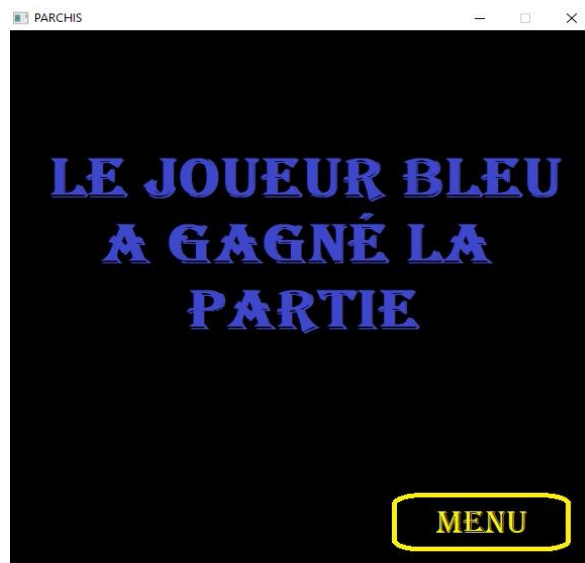 PARCHIS
LE JOUEUR BLEU
A GAGNÉ LA
PARTIE
MENU